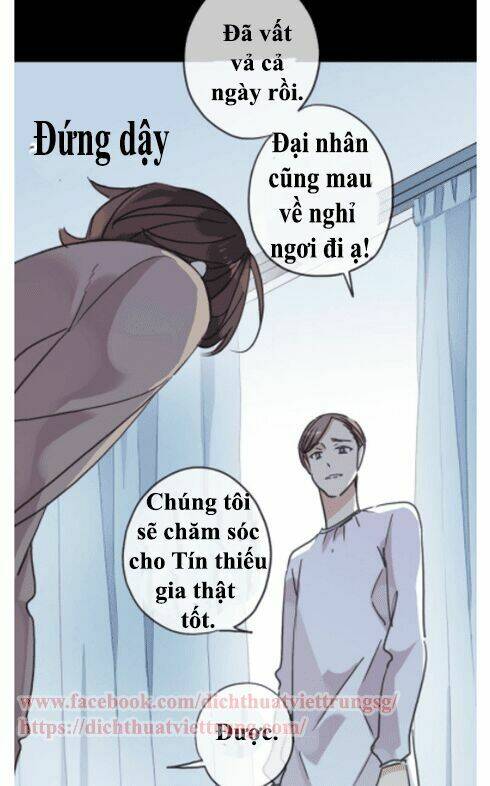 Đã vất
vả cả
ngày rồi.
Đứng dậy
Đại nhân
cũng mau
về nghỉ
ngơi đi ạ!
Chúng tôi
sẽ chăm sóc
cho Tín thiếu
gia thật
tốt.
www.facebook.com/dichthuatviettrungsg/
https://dichthuatviettrung.com/
Được.